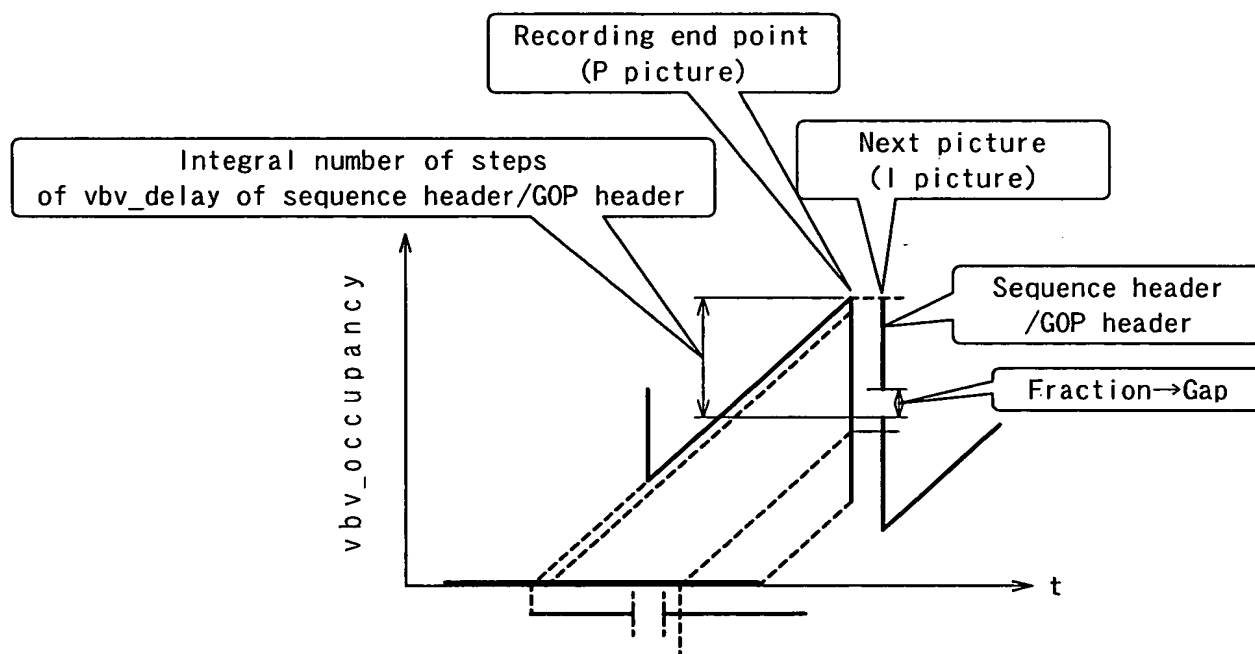 Recording end point
(P picture)
Integral number of steps
of vbv_delay of sequence header/GOP header
Next picture
(I picture)
Sequence header
/GOP header
Fraction→Gap
vbv_occupancy
t